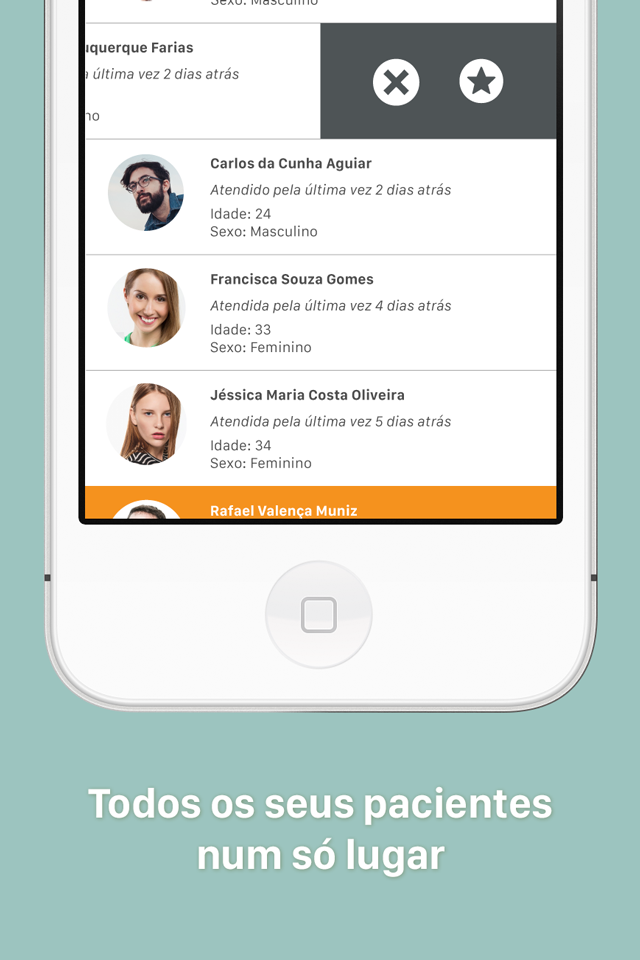 Sexo: Masculino
uquerque Farias
última vez 2 dias atrás
no
Carlos da Cunha Aguiar
Atendido pela última vez 2 dias atrás
Idade: 24
Sexo: Masculino
Francisca Souza Gomes
Atendida pela última vez 4 dias atrás
Idade: 33
Sexo: Feminino
Jéssica Maria Costa Oliveira
Atendida pela última vez 5 dias atrás
Idade: 34
Sexo: Feminino
Rafael Valença Muniz
Todos os seus pacientes
num só lugar